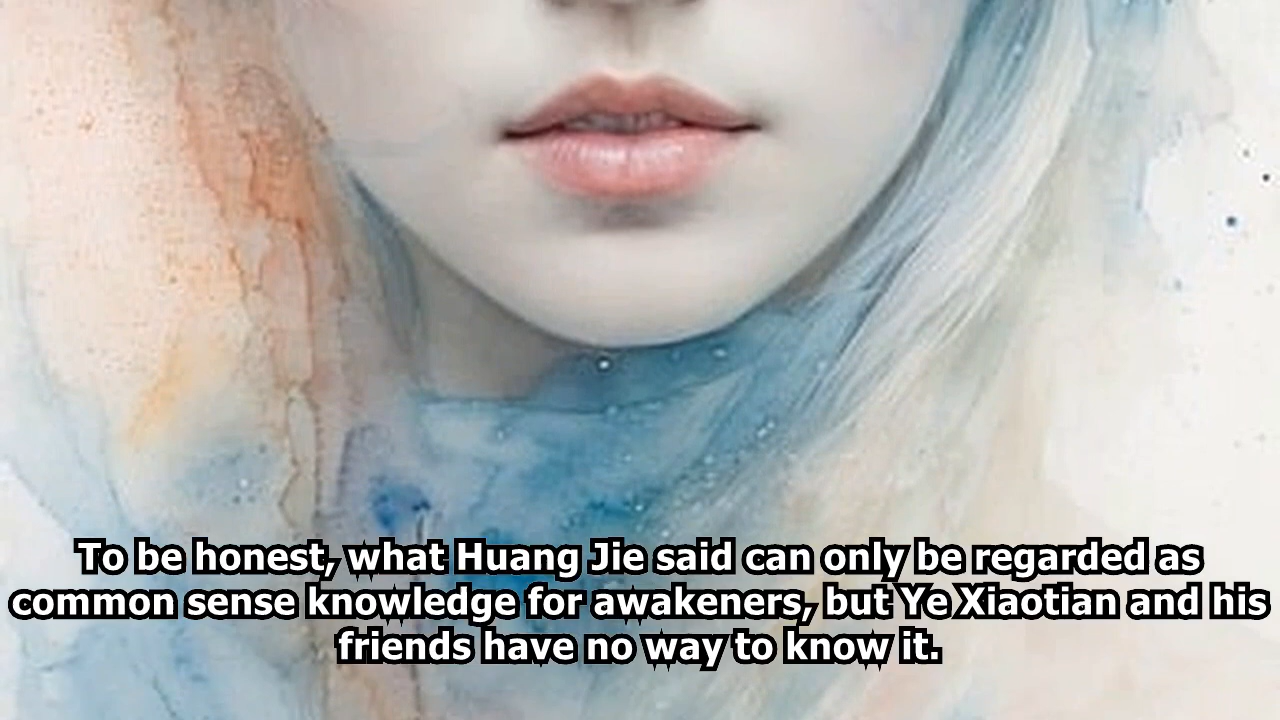 To be honest, what Huang Jie said can only be regarded as
common sense knowledge for awakeners, but Ye Xiaotian and his
friends have no way to know it.